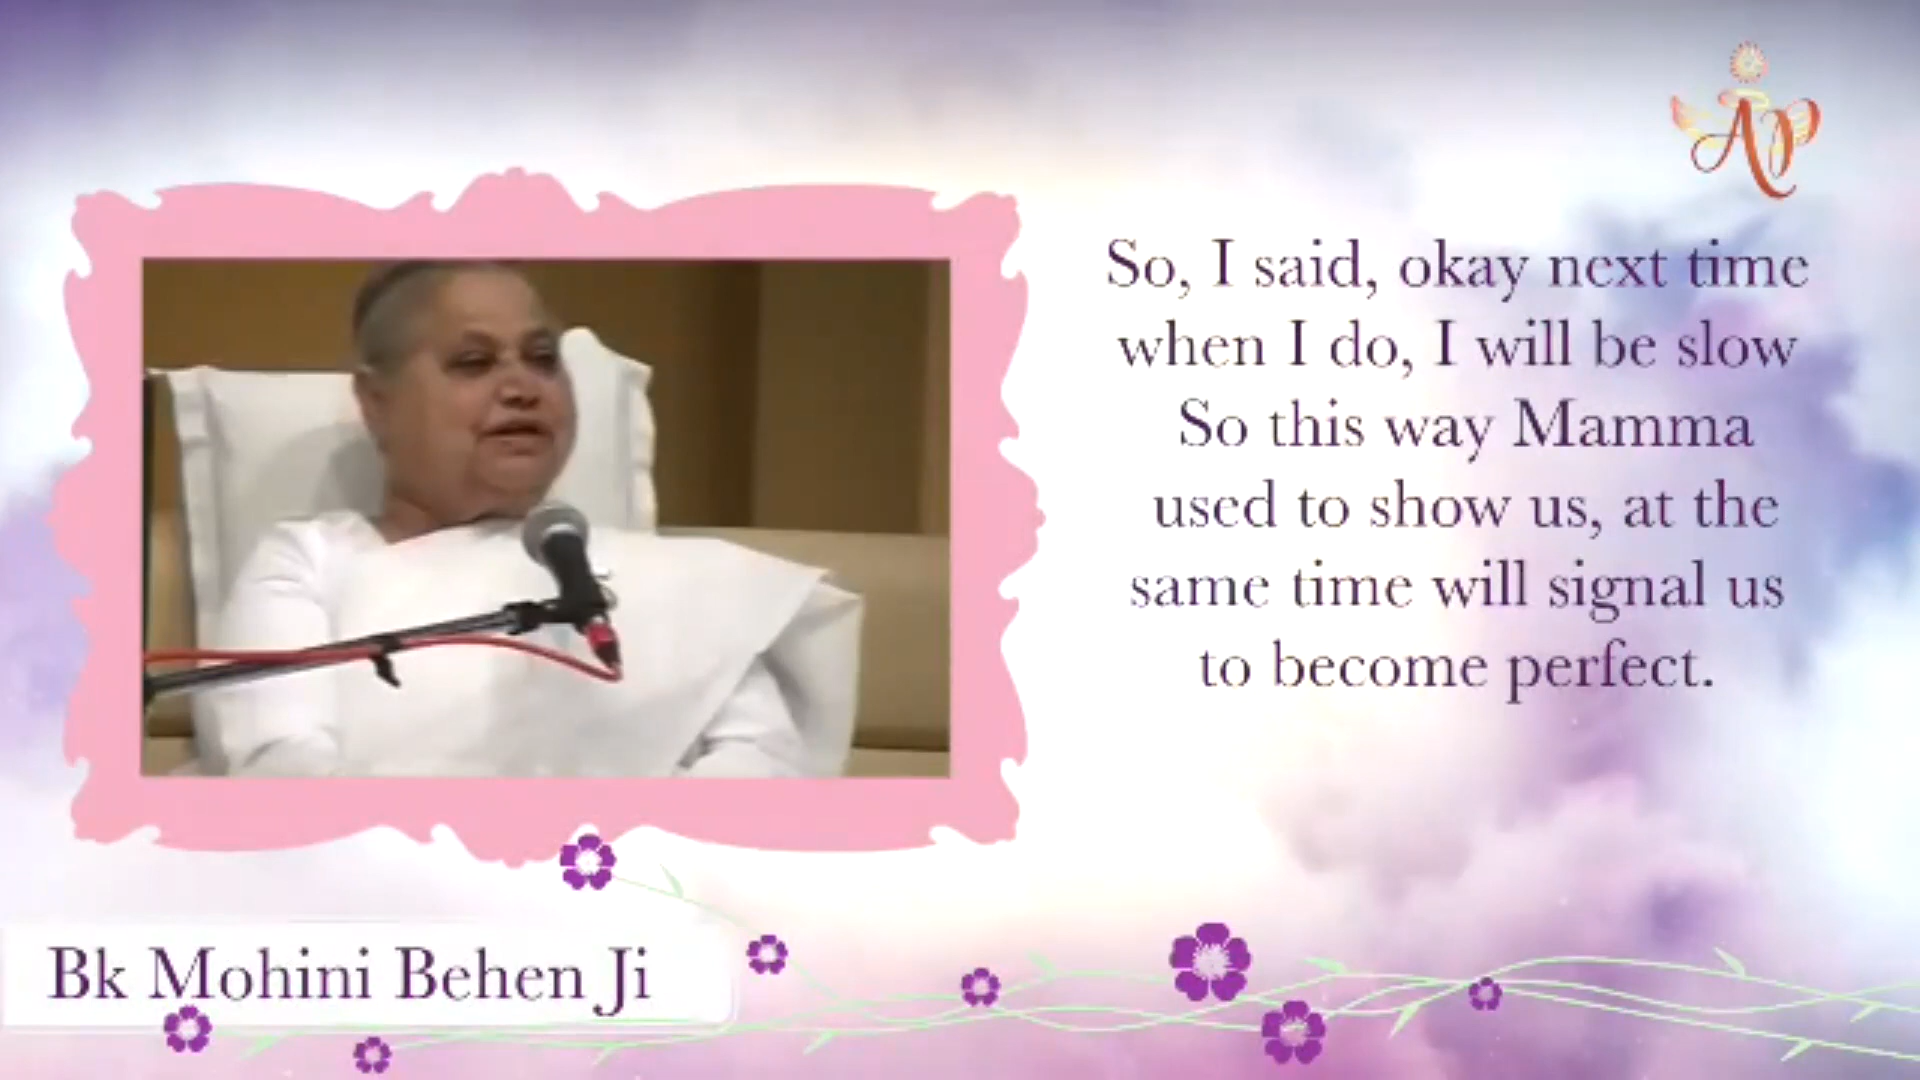 AP
So, I said, okay next time
when I do, I will be slow
So this way Mamma
used to show us, at the
same time will signal us
to become perfect.
Bk Mohini Behen Ji